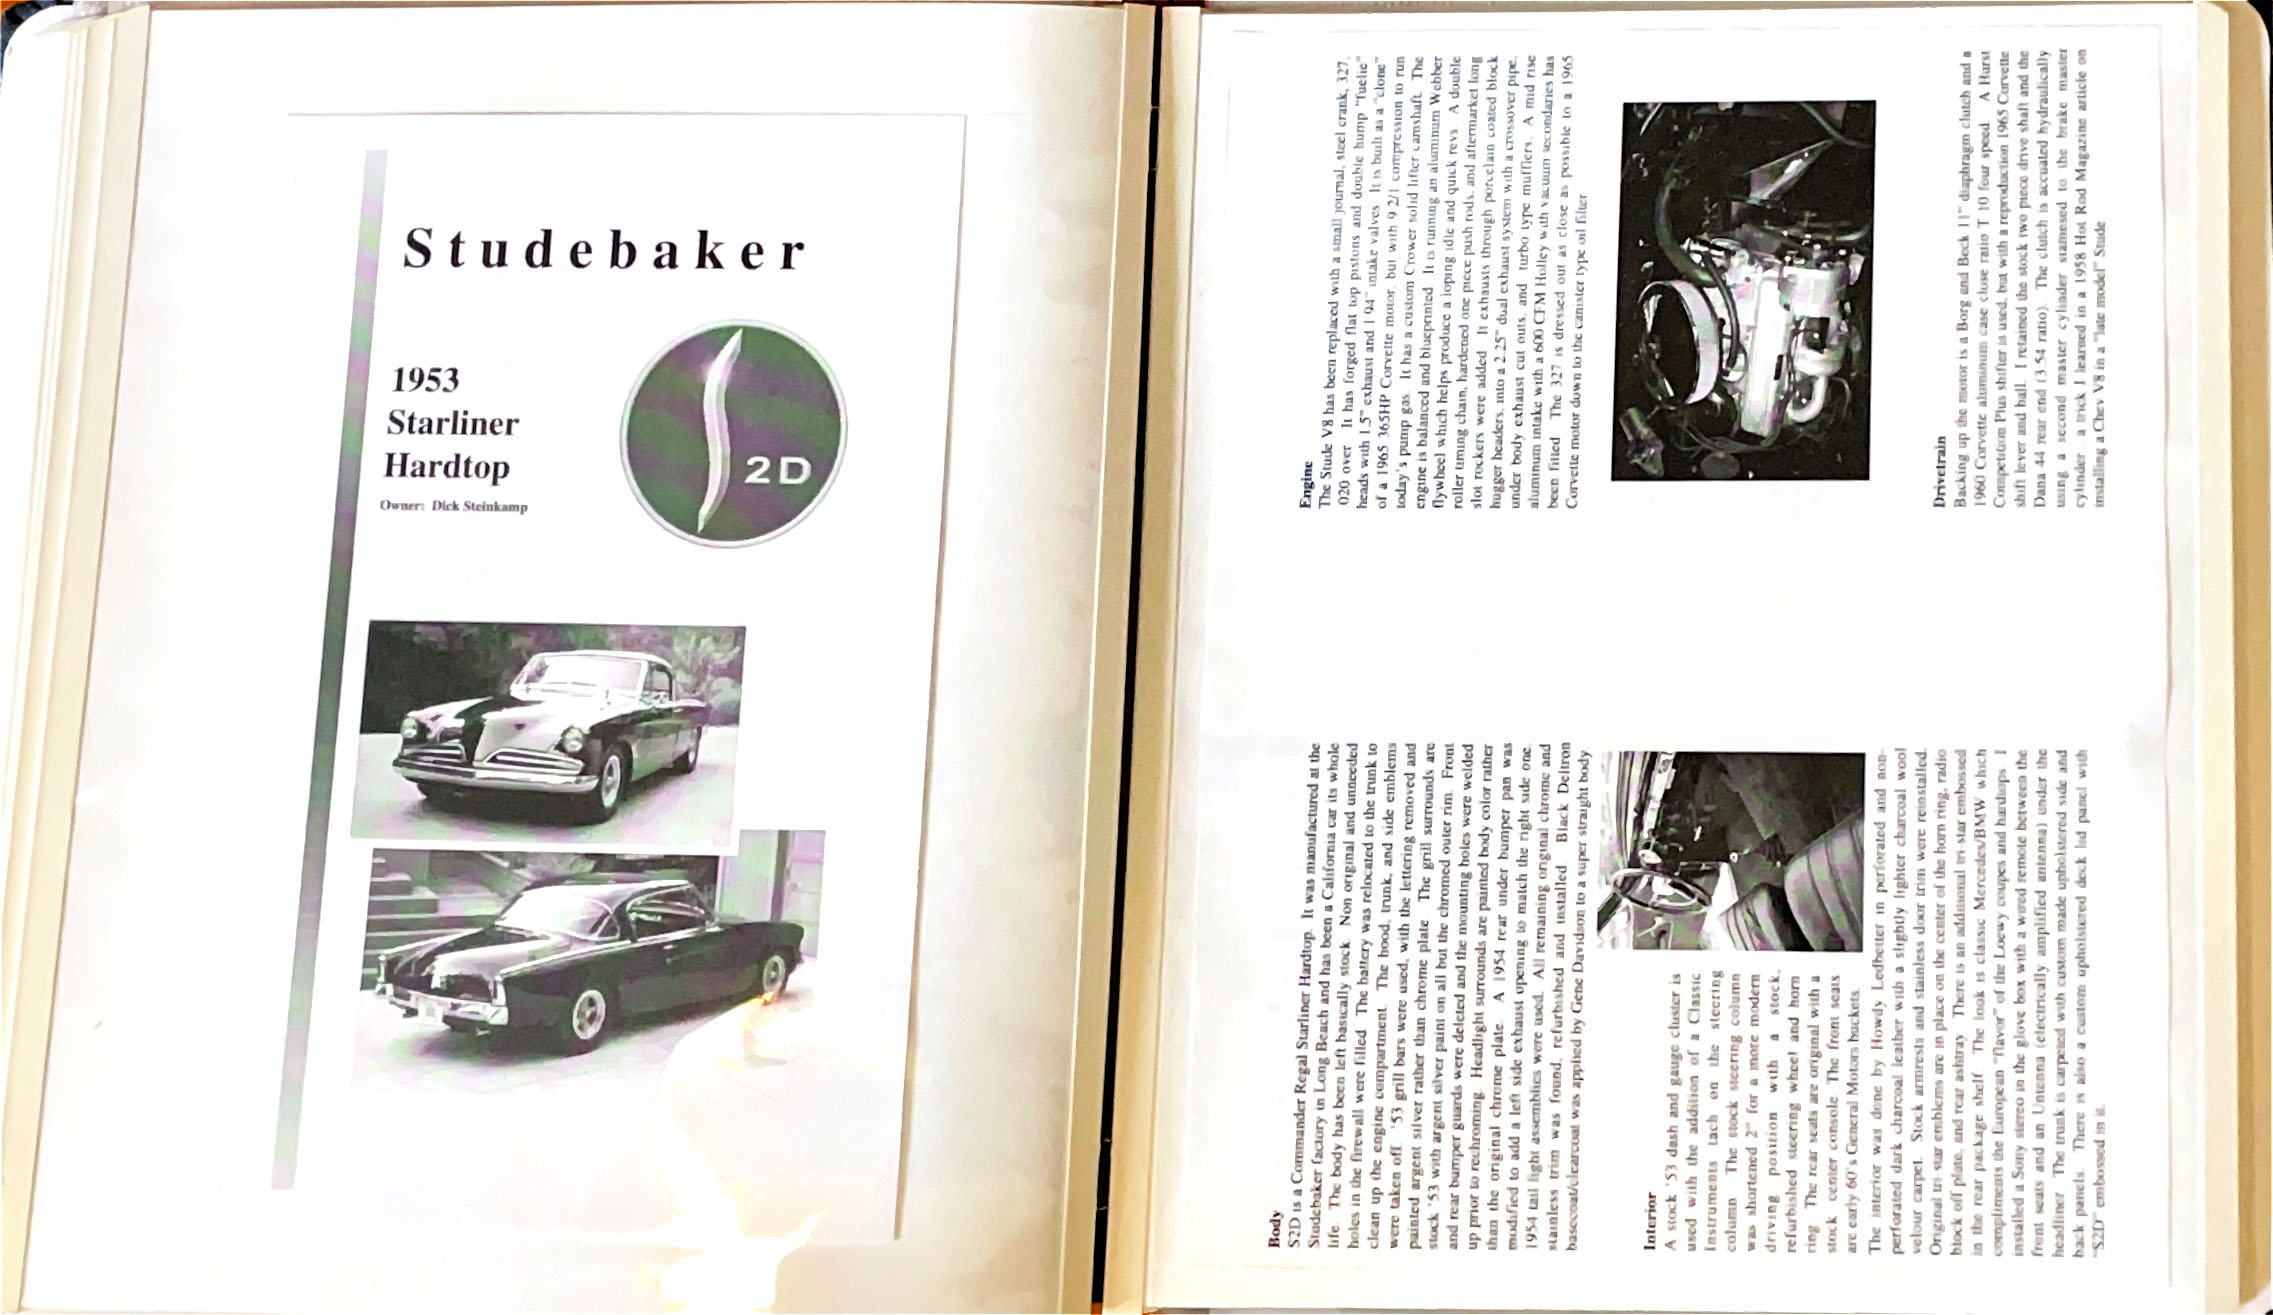 Studebaker
1953
Starliner
Hardtop
Owner: Dick Steinkamp
2D
Body
S2D is a Commander Regal Starliner Hardtop. It was manufactured at the
Studebaker factory in Long Beach and has been a California car its whole
life. The body has been left basically stock. Non original and unneeded
holes in the firewall were filled. The battery was relocated to the trunk to
clean up the engine compartment. The hood, trunk, and side emblems
were taken off. '53 grill bars were used, with the lettering removed and
painted argent silver rather than chrome plate. The grill surrounds are
stock '53 with argent silver paint on all but the chromed outer rim. Front
and rear bumper guards were deleted and the mounting holes were welded
up prior to rechroming. Headlight surrounds are painted body color rather
than the original chrome plate. A 1954 rear under bumper pan was
modified to add a left side exhaust opening to match the right side one.
1954 tail light assemblies were used. All remaining original chrome and
stainless trim was found, refurbished and installed. Black Deltron
basecoat/clearcoat was applied by Gene Davidson to a super straight body
Interior
A stock '53 dash and gauge cluster is
used with the addition of a Classic
Instruments tach on the steering
column. The stock steering column
was shortened 2" for a more modern
driving position with a stock,
refurbished steering wheel and horn
ring. The rear seats are original with a
stock center console. The front seats
are early 60's General Motors buckets.
The interior was done by Howdy Ledbetter in perforated and non-
perforated dark charcoal leather with a slightly lighter charcoal wool
velour carpet. Stock armrests and stainless door trim were reinstalled.
Original tri-star emblems are in place on the center of the horn ring, radio
block off plate, and rear ashtray. There is an additional tri star embossed
in the rear package shelf. The look is classic Mercedes/BMW which
compliments the European "flavor" of the Loewy coupes and hardtops. I
installed a Sony stereo in the glove box with a wired remote between the
front seats and an Untenna (electrically amplified antenna) under the
headliner. The trunk is carpeted with custom made upholstered side and
back panels. There is also a custom upholstered deck lid panel with
"S2D" embossed in it.
Engine
The Stude V8 has been replaced with a small journal, steel crank, 327,
.020 over. It has forged flat top pistons and double hump "fuelie"
heads with 1.5" exhaust and 1.94" intake valves. It is built as a "clone"
of a 1965 365HP Corvette motor, but with 9.2/1 compression to run
today's pump gas. It has a custom Crower solid lifter camshaft. The
engine is balanced and blueprinted. It is running an aluminum Webber
flywheel which helps produce a loping idle and quick revs. A double
roller timing chain, hardened one piece push rods, and aftermarket long
slot rockers were added. It exhausts through porcelain coated block
hugger headers, into a 2.25" dual exhaust system with a crossover pipe,
under body exhaust cut outs, and turbo type mufflers. A mid rise
aluminum intake with a 600 CFM Holley with vacuum secondaries has
been fitted. The 327 is dressed out as close as possible to a 1965
Corvette motor down to the canister type oil filter
Drivetrain
Backing up the motor is a Borg and Beck 11" diaphragm clutch and a
1960 Corvette aluminum case close ratio T 10 four speed. A Hurst
Competition Plus shifter is used, but with a reproduction 1965 Corvette
shift lever and ball. I retained the stock two piece drive shaft and the
Dana 44 rear end (3.54 ratio). The clutch is accuated hydraulically
using a second master cylinder siamesed to the brake master
cylinder, a trick I learned in a 1958 Hot Rod Magazine article on
installing a Chev V8 in a "late model" Stude